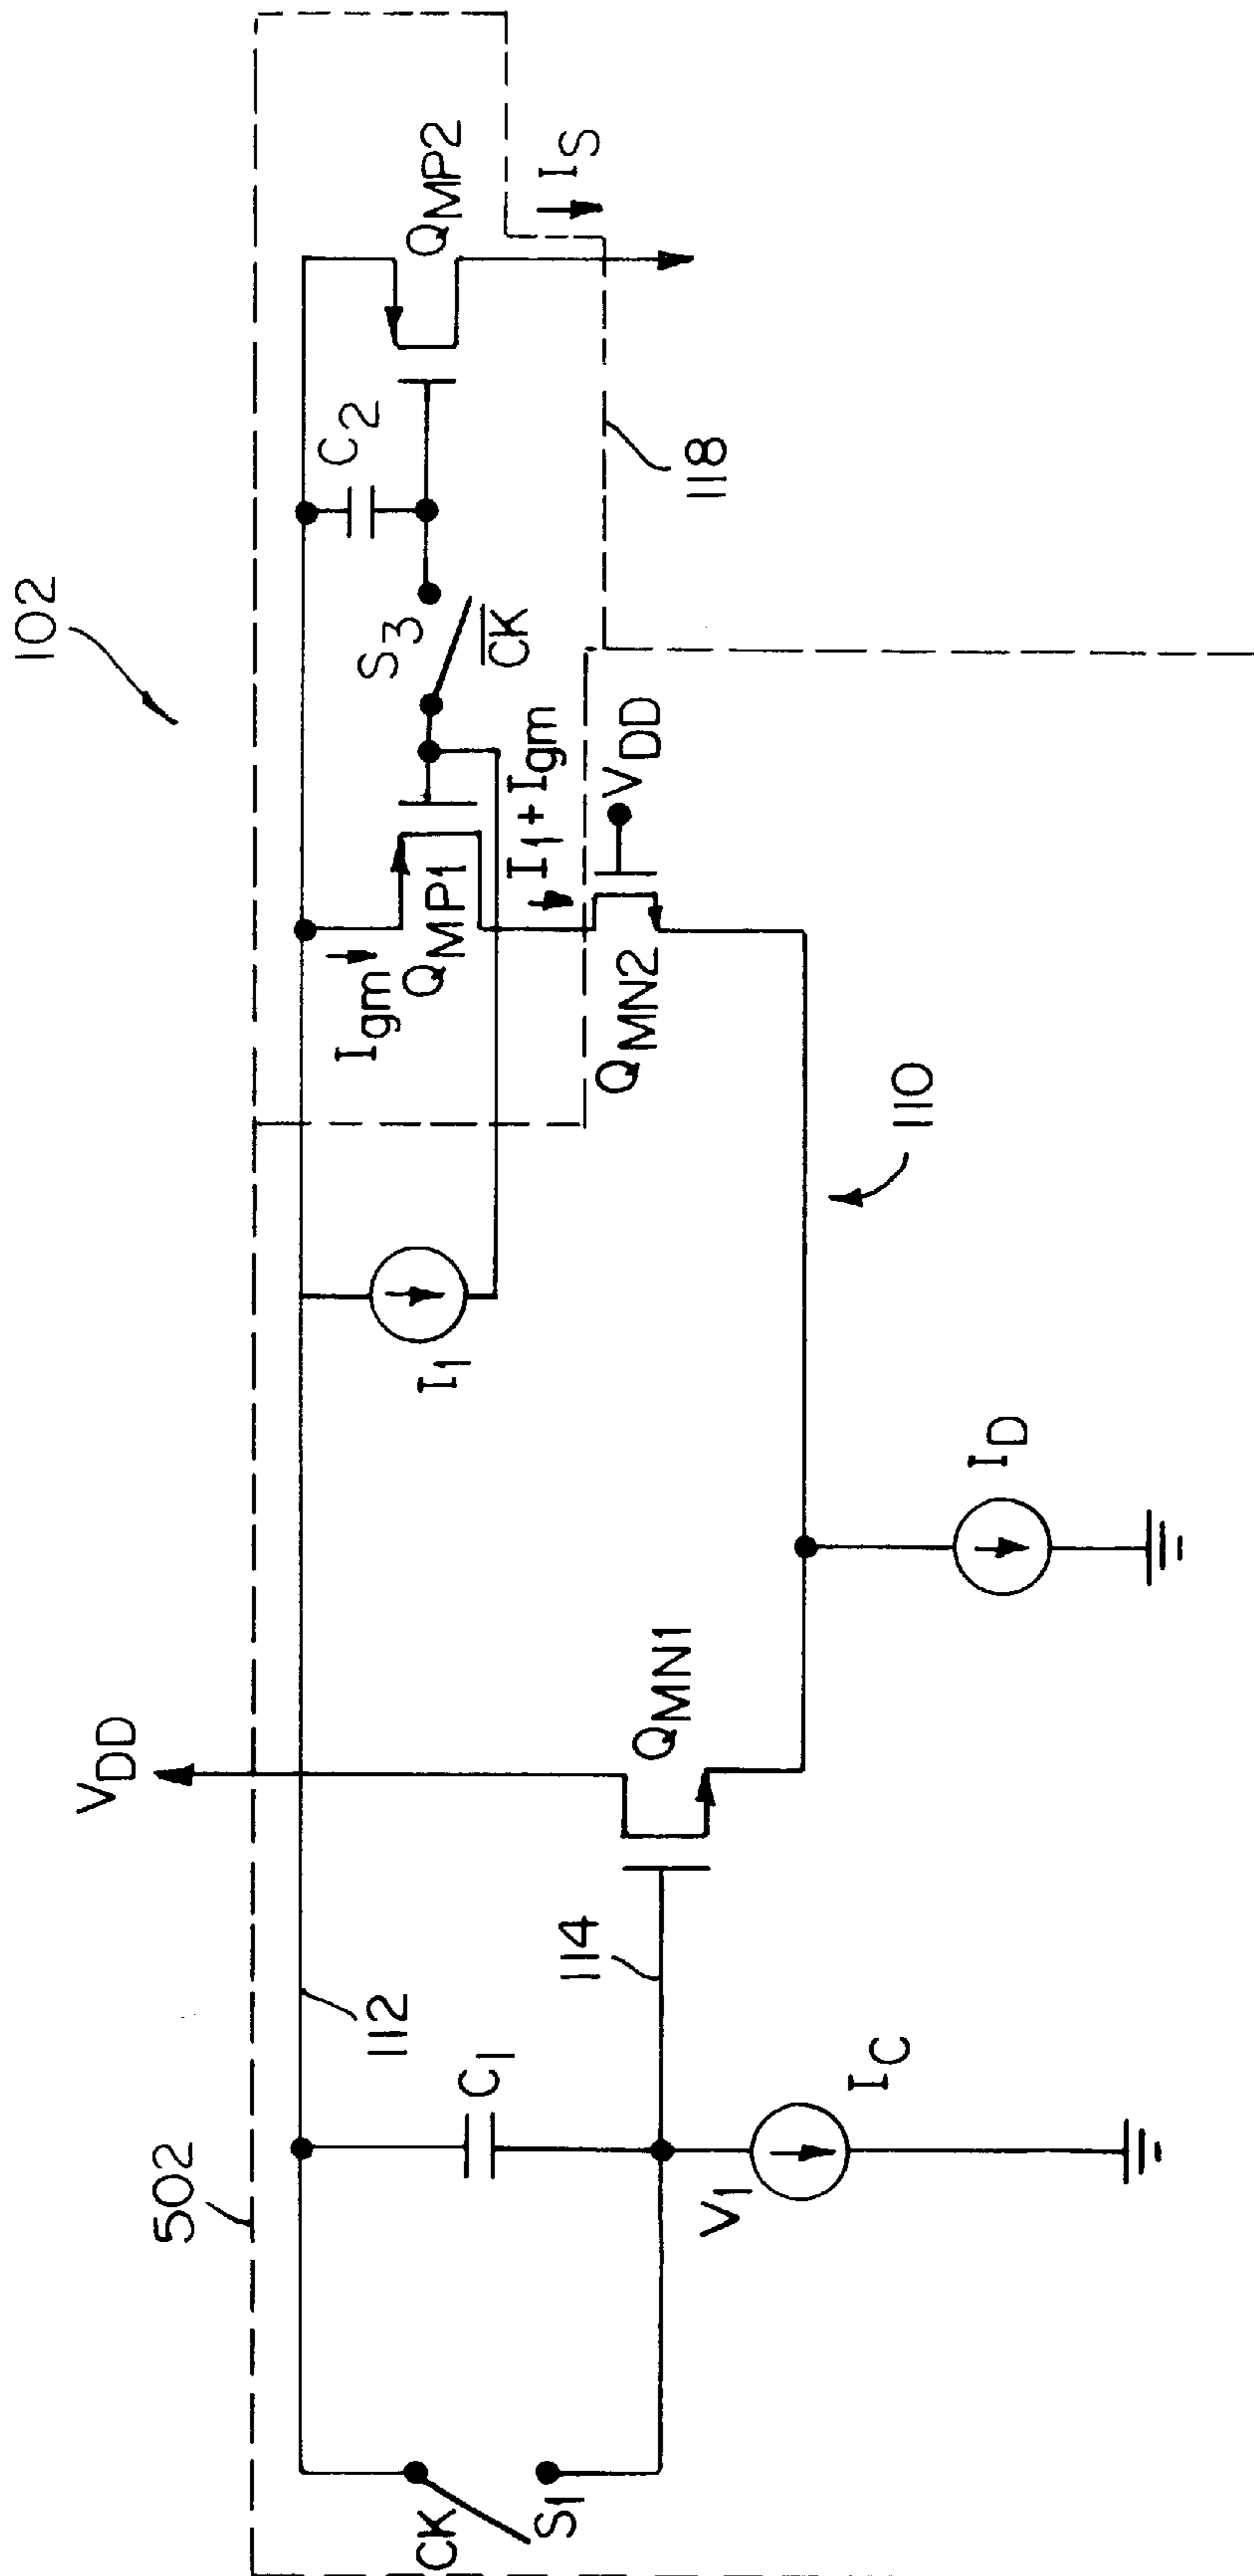 102
502
V_DD
112
C_1
114
CK
S_1
V_1
I_C
Q_MN1
I_D
I_1
110
I_gm
Q_MP1
I_1 + I_gm
Q_MN2
V_DD
S_3
C̅K̅
C_2
Q_MP2
I_S
118